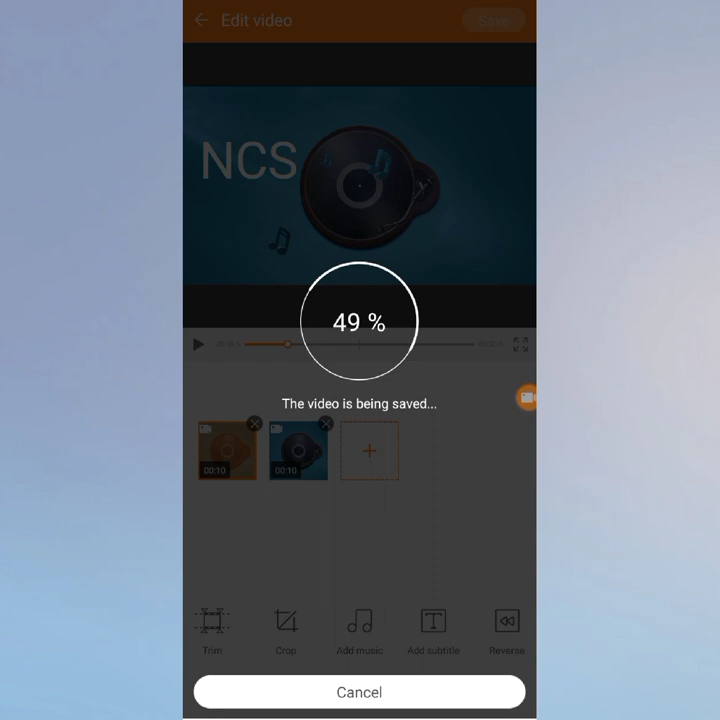 Edit video
Save
NCS
49 %
The video is being saved...
00:10
00:10
Trim
Crop
Add music
Add subtitle
Reverse
Cancel